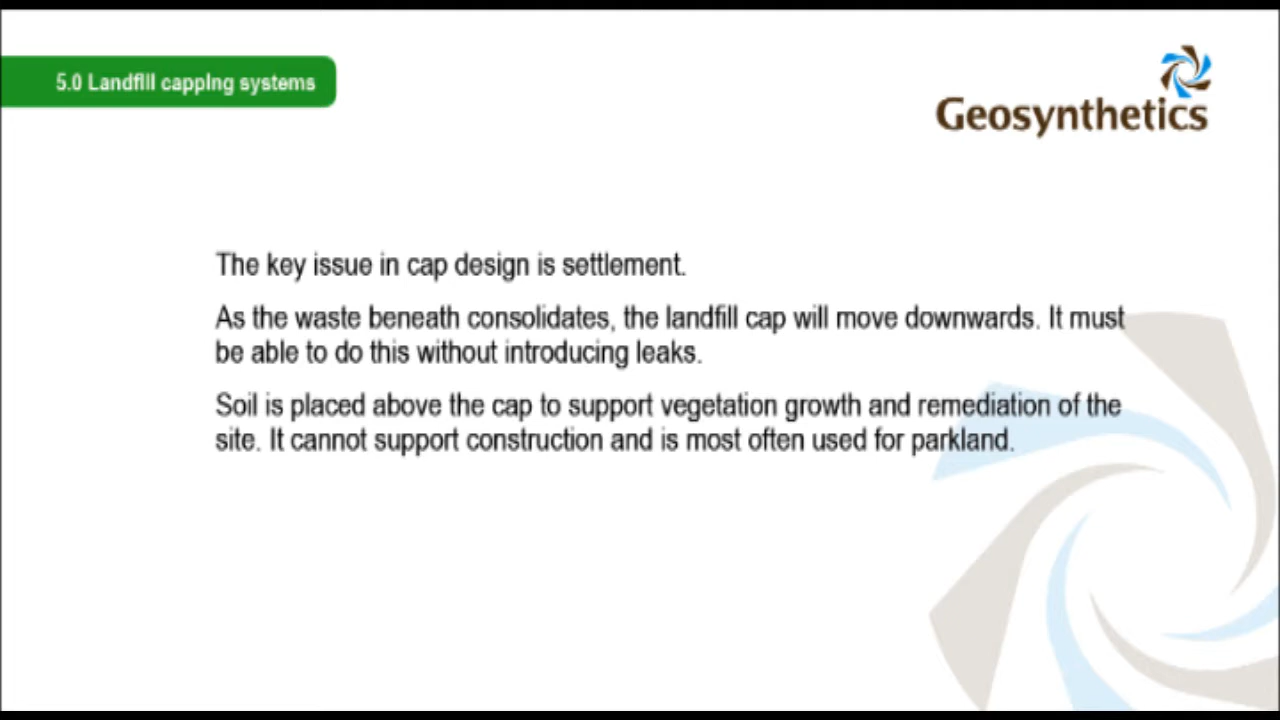 5.0 Landfill capping systems
Geosynthetics
The key issue in cap design is settlement.
As the waste beneath consolidates, the landfill cap will move downwards. It must
be able to do this without introducing leaks.
Soil is placed above the cap to support vegetation growth and remediation of the
site. It cannot support construction and is most often used for parkland.